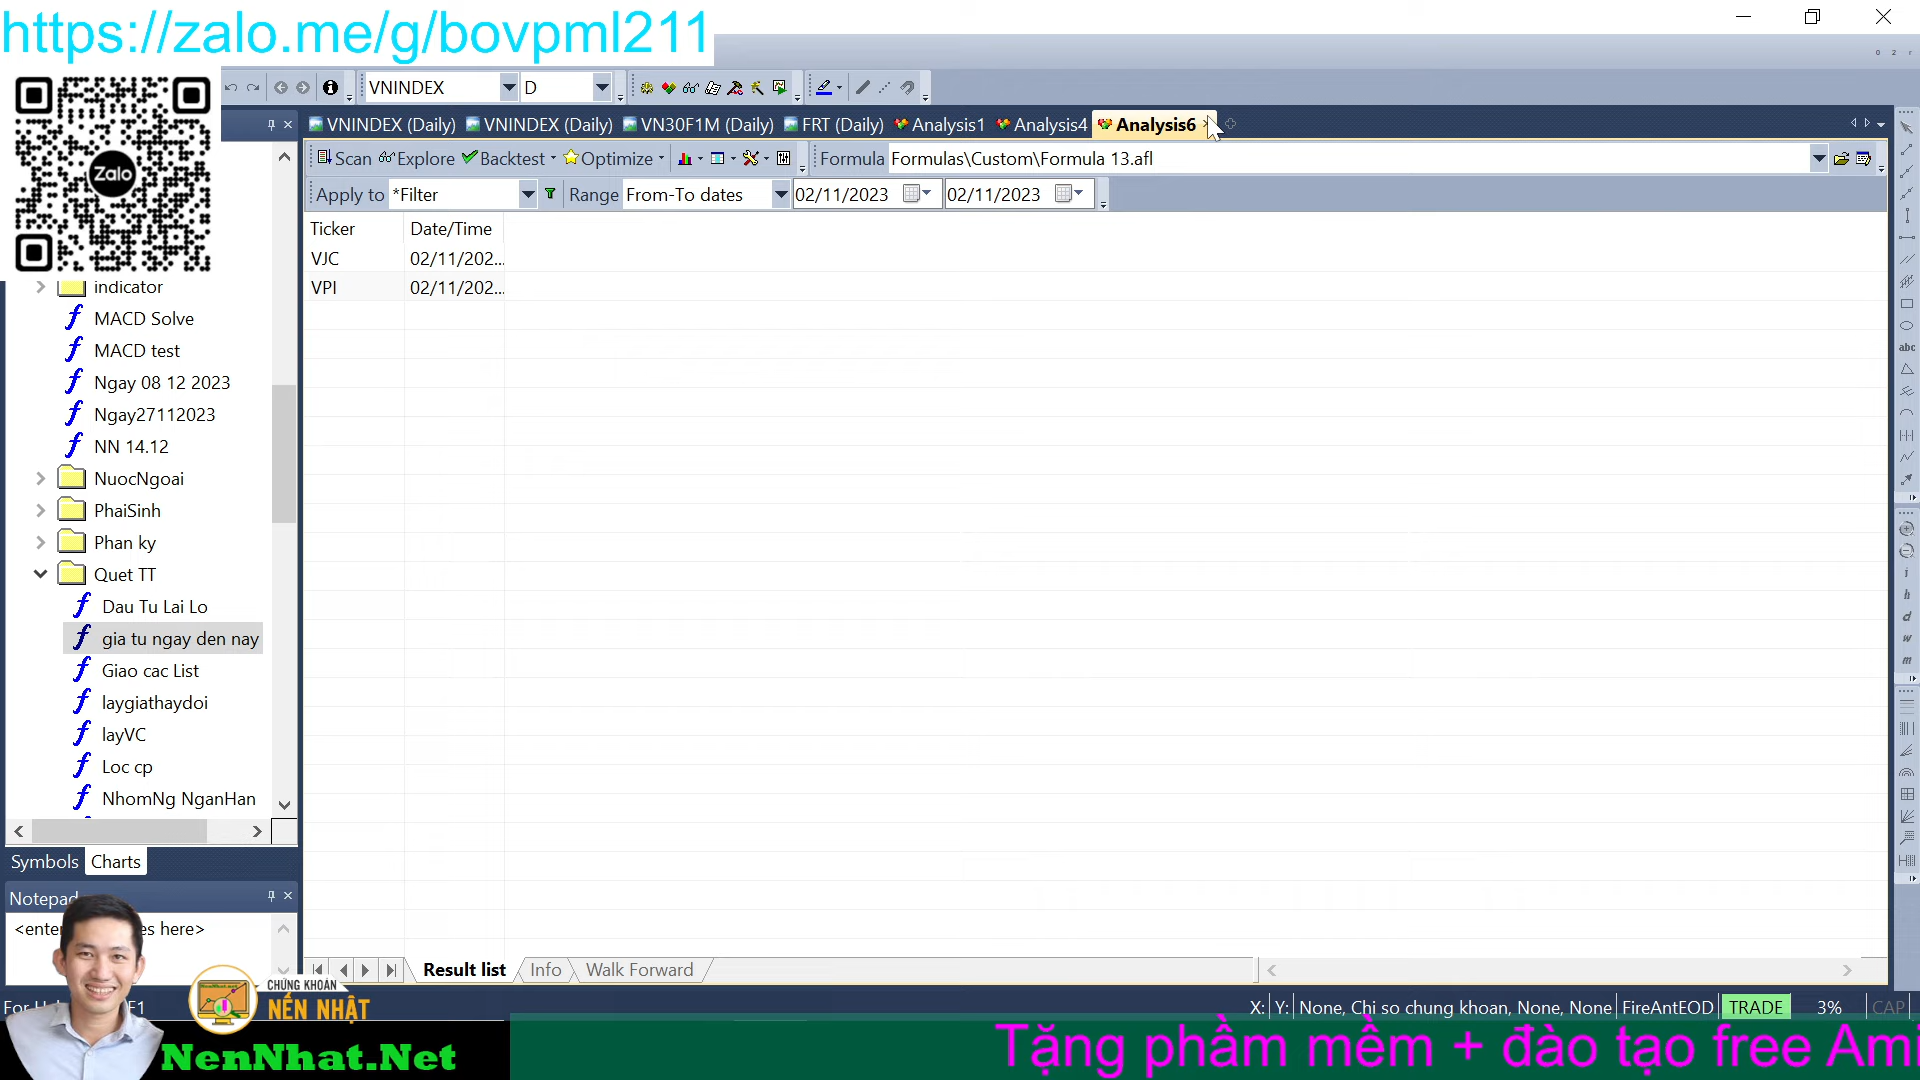 https://zalo.me/g/bovpml211
Zalo
VNINDEX D
VNINDEX (Daily) VNINDEX (Daily) VN30F1M (Daily) FRT (Daily) Analysis1 Analysis4 Analysis6
Scan Explore Backtest Optimize Formula Formulas\Custom\Formula 13.afl
Apply to *Filter Range From-To dates 02/11/2023 02/11/2023
Ticker Date/Time
VJC 02/11/202...
VPI 02/11/202...
indicator
MACD Solve
MACD test
Ngay 08 12 2023
Ngay27112023
NN 14.12
NuocNgoai
PhaiSinh
Phan ky
Quet TT
Dau Tu Lai Lo
gia tu ngay den nay
Giao cac List
laygiathaydoi
layVC
Loc cp
NhomNg NganHan
abc
i
h
d
w
m
Symbols Charts
Notepad
<enter es here>
Result list Info Walk Forward
CHỨNG KHOÁN
NẾN NHẬT
For F1
X: Y: None, Chi so chung khoan, None, None FireAntEOD TRADE 3% CAP
NenNhat.Net
Tặng phầm mềm + đào tạo free Ami